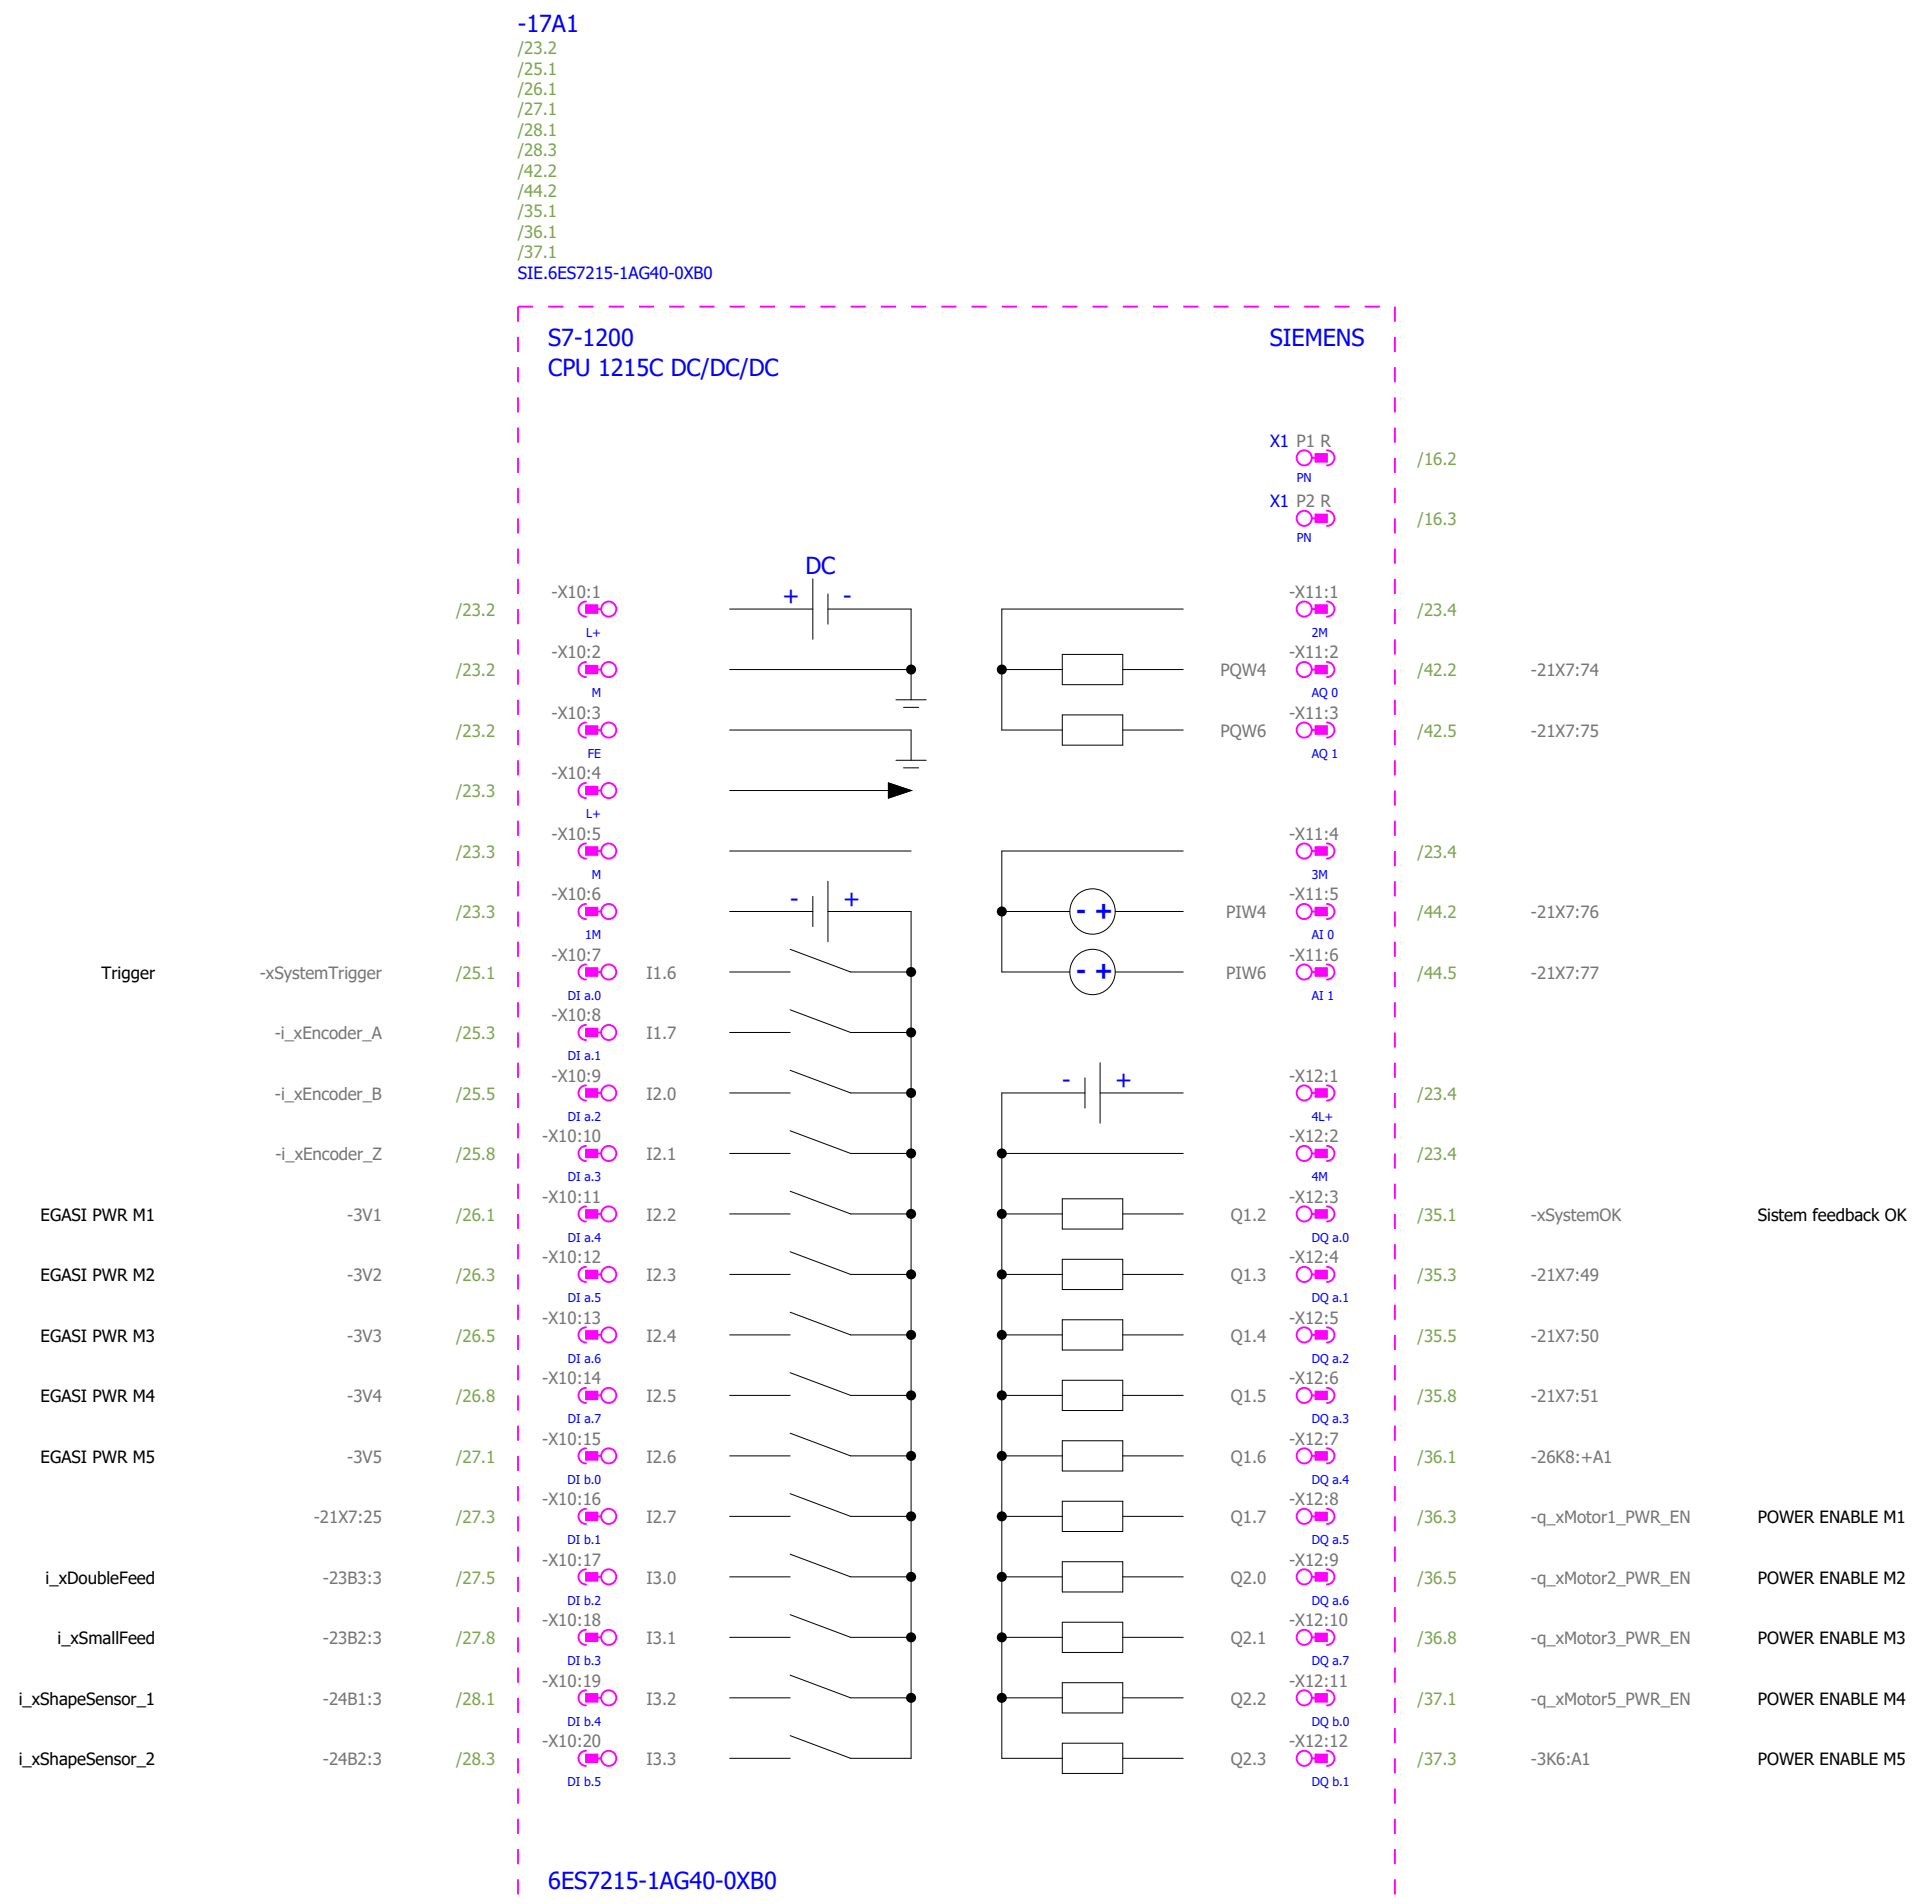 -17A1
/23.2
/25.1
/26.1
/27.1
/28.1
/28.3
/42.2
/44.2
/35.1
/36.1
/37.1
SIE.6ES7215-1AG40-0XB0
S7-1200 SIEMENS
CPU 1215C DC/DC/DC
X1 P1 R
/16.2
PN
X1 P2 R
/16.3
PN
DC
-X10:1 + - -X11:1
/23.2 /23.4
L+ 2M
-X10:2 -X11:2
/23.2 PQW4 /42.2 -21X7:74
M AQ 0
-X10:3 -X11:3
/23.2 PQW6 /42.5 -21X7:75
FE AQ 1
-X10:4
/23.3
L+
-X10:5 -X11:4
/23.3 /23.4
M 3M
-X10:6 - + -X11:5
/23.3 PIW4 - + /44.2 -21X7:76
1M AI 0
-X10:7 -X11:6
Trigger -xSystemTrigger /25.1 I1.6 - + PIW6 /44.5 -21X7:77
DI a.0 AI 1
-X10:8
-i_xEncoder_A /25.3 I1.7
DI a.1
-X10:9 - + -X12:1
-i_xEncoder_B /25.5 I2.0 /23.4
DI a.2 4L+
-X10:10 -X12:2
-i_xEncoder_Z /25.8 I2.1 /23.4
DI a.3 4M
-X10:11 -X12:3
EGASI PWR M1 -3V1 /26.1 I2.2 Q1.2 /35.1 -xSystemOK Sistem feedback OK
DI a.4 DQ a.0
-X10:12 -X12:4
EGASI PWR M2 -3V2 /26.3 I2.3 Q1.3 /35.3 -21X7:49
DI a.5 DQ a.1
-X10:13 -X12:5
EGASI PWR M3 -3V3 /26.5 I2.4 Q1.4 /35.5 -21X7:50
DI a.6 DQ a.2
-X10:14 -X12:6
EGASI PWR M4 -3V4 /26.8 I2.5 Q1.5 /35.8 -21X7:51
DI a.7 DQ a.3
-X10:15 -X12:7
EGASI PWR M5 -3V5 /27.1 I2.6 Q1.6 /36.1 -26K8:+A1
DI b.0 DQ a.4
-X10:16 -X12:8
-21X7:25 /27.3 I2.7 Q1.7 /36.3 -q_xMotor1_PWR_EN POWER ENABLE M1
DI b.1 DQ a.5
-X10:17 -X12:9
i_xDoubleFeed -23B3:3 /27.5 I3.0 Q2.0 /36.5 -q_xMotor2_PWR_EN POWER ENABLE M2
DI b.2 DQ a.6
-X10:18 -X12:10
i_xSmallFeed -23B2:3 /27.8 I3.1 Q2.1 /36.8 -q_xMotor3_PWR_EN POWER ENABLE M3
DI b.3 DQ a.7
-X10:19 -X12:11
i_xShapeSensor_1 -24B1:3 /28.1 I3.2 Q2.2 /37.1 -q_xMotor5_PWR_EN POWER ENABLE M4
DI b.4 DQ b.0
-X10:20 -X12:12
i_xShapeSensor_2 -24B2:3 /28.3 I3.3 Q2.3 /37.3 -3K6:A1 POWER ENABLE M5
DI b.5 DQ b.1
6ES7215-1AG40-0XB0